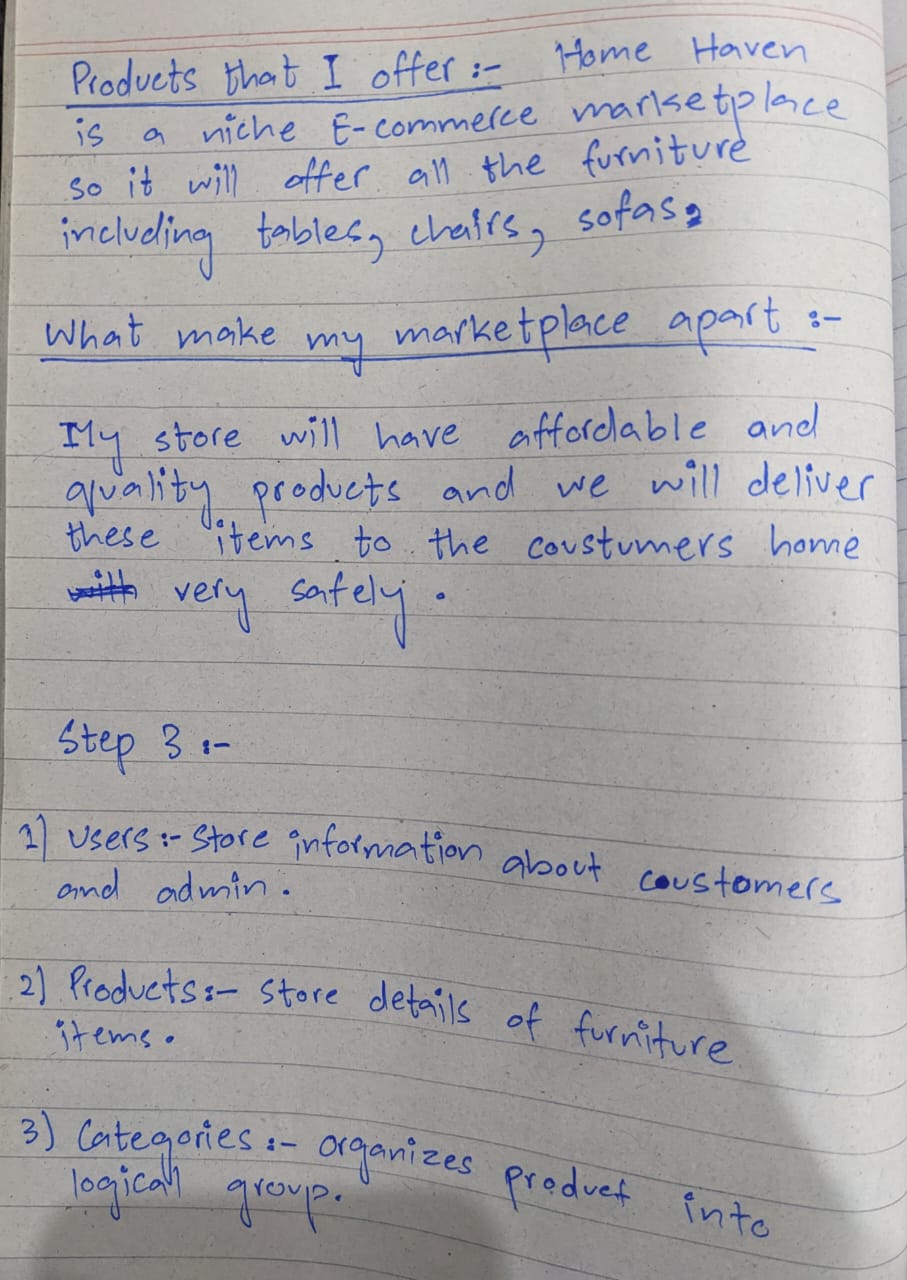 Products that I offer :- Home Haven
is a niche E-commerce marketplace
so it will offer all the furniture
including tables, chairs, sofas,
What make my marketplace apart :-
My store will have affordable and
quality products and we will deliver
these items to the coustumers home
with very safely.
Step 3 :-
1) Users :- Store information about coustomers
and admin.
2) Products :- Store details of furniture
items.
3) Categories :- Organizes product into
logical group.